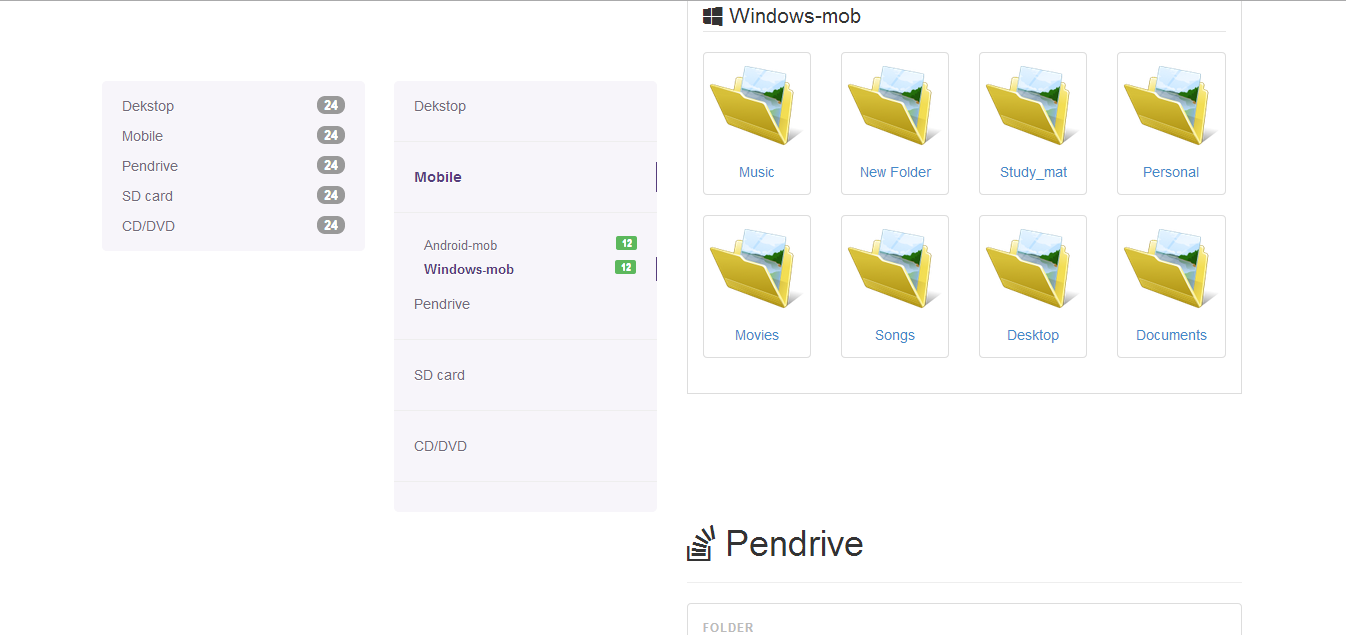 Dekstop 24
Mobile 24
Pendrive 24
SD card 24
CD/DVD 24
Dekstop
Mobile
Android-mob 12
Windows-mob 12
Pendrive
SD card
CD/DVD
Windows-mob
Music New Folder Study_mat Personal
Movies Songs Desktop Documents
Pendrive
FOLDER